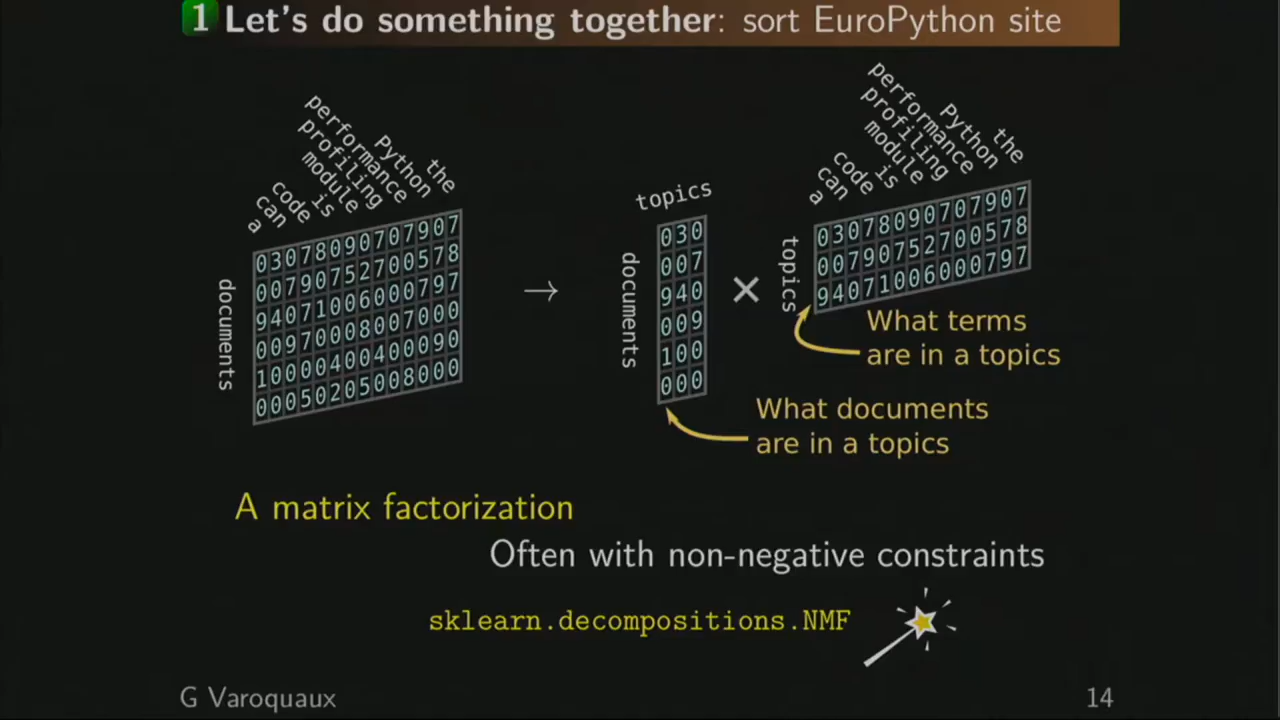 1 Let's do something together: sort EuroPython site
a
can
code
is
module
profiling
performance
Python
the
documents
03078090707907
00790752700578
94071006000797
00970008007000
10000400400090
00050205008000
→
topics
documents
030
007
940
009
100
000
×
a
can
code
is
module
profiling
performance
Python
the
topics
03078090707907
00790752700578
94071006000797
What terms
are in a topics
What documents
are in a topics
A matrix factorization
Often with non-negative constraints
sklearn.decompositions.NMF
G Varoquaux
14